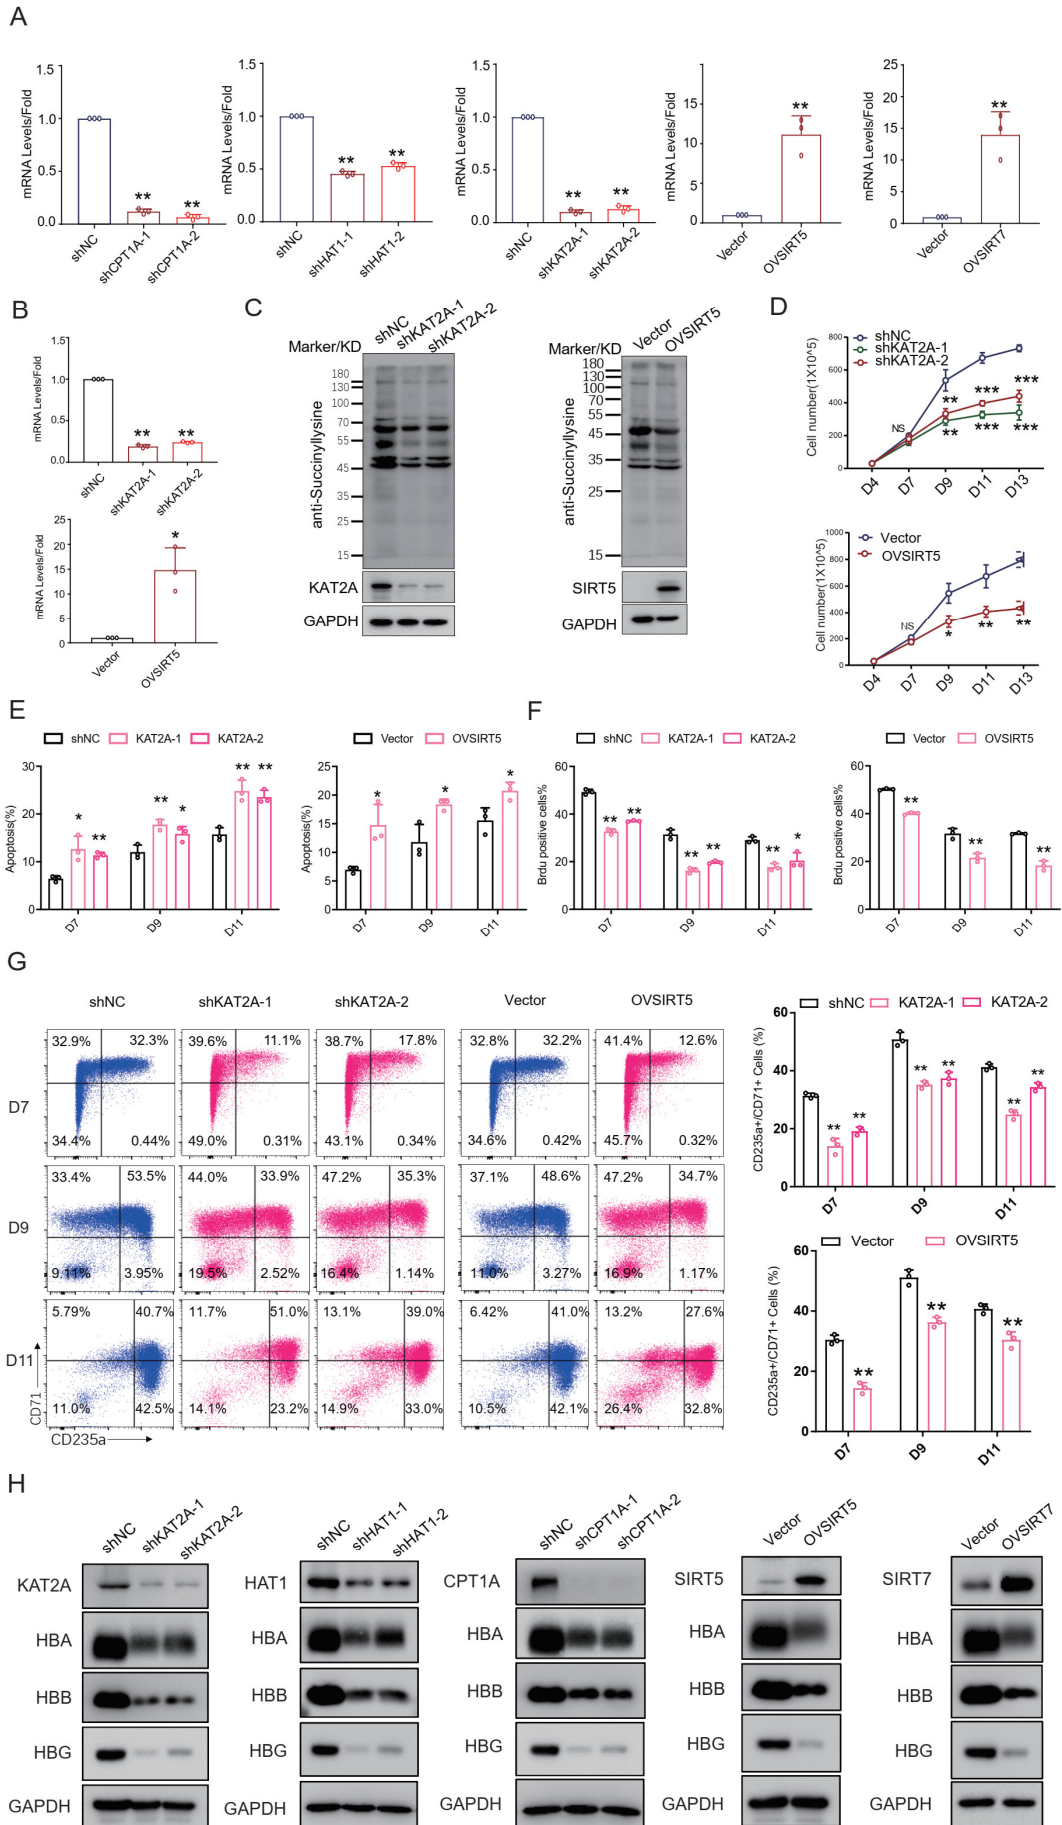 A
mRNA Levels/Fold
1.5
1.0
0.5
0.0
shNC
shCPT1A-1
shCPT1A-2
**
**
mRNA Levels/Fold
1.5
1.0
0.5
0.0
shNC
shHAT1-1
shHAT1-2
**
**
mRNA Levels/Fold
1.5
1.0
0.5
0.0
shNC
shKAT2A-1
shKAT2A-2
**
**
mRNA Levels/Fold
15
10
5
0
Vector
OVSIRT5
**
mRNA Levels/Fold
25
20
15
10
5
0
Vector
OVSIRT7
**
B
mRNA Levels/Fold
1.5
1.0
0.5
0.0
shNC
shKAT2A-1
shKAT2A-2
**
**
mRNA Levels/Fold
25
20
15
10
5
0
Vector
OVSIRT5
*
C
shNC
shKAT2A-1
shKAT2A-2
Marker/KD
anti-Succinyllysine
180
130
100
70
55
45
35
25
15
KAT2A
GAPDH
Vector
OVSIRT5
Marker/KD
anti-Succinyllysine
180
130
100
70
55
45
35
25
15
SIRT5
GAPDH
D
Cell number(1X10^5)
800
600
400
200
0
shNC
shKAT2A-1
shKAT2A-2
NS
**
**
***
***
***
***
D4
D7
D9
D11
D13
Cell number(1X10^5)
1000
800
600
400
200
0
Vector
OVSIRT5
NS
*
**
**
D4
D7
D9
D11
D13
E
shNC
KAT2A-1
KAT2A-2
Apoptosis(%)
30
20
10
0
*
**
**
*
**
**
D7
D9
D11
Vector
OVSIRT5
Apoptosis(%)
25
20
15
10
5
0
*
*
*
D7
D9
D11
F
shNC
KAT2A-1
KAT2A-2
Brdu positive cells%
60
40
20
0
**
**
**
**
**
*
D7
D9
D11
Vector
OVSIRT5
Brdu positive cells%
60
40
20
0
**
**
**
D7
D9
D11
G
shNC
shKAT2A-1
shKAT2A-2
Vector
OVSIRT5
D7
32.9% 32.3%
34.4% 0.44%
39.6% 11.1%
49.0% 0.31%
38.7% 17.8%
43.1% 0.34%
32.8% 32.2%
34.6% 0.42%
41.4% 12.6%
45.7% 0.32%
D9
33.4% 53.5%
9.11% 3.95%
44.0% 33.9%
19.5% 2.52%
47.2% 35.3%
16.4% 1.14%
37.1% 48.6%
11.0% 3.27%
47.2% 34.7%
16.9% 1.17%
D11
5.79% 40.7%
11.0% 42.5%
11.7% 51.0%
14.1% 23.2%
13.1% 39.0%
14.9% 33.0%
6.42% 41.0%
10.5% 42.1%
13.2% 27.6%
26.4% 32.8%
CD71
CD235a
shNC
KAT2A-1
KAT2A-2
CD235a+/CD71+ Cells (%)
60
40
20
0
**
**
**
**
**
**
D7
D9
D11
Vector
OVSIRT5
CD235a+/CD71+ Cells (%)
60
40
20
0
**
**
**
D7
D9
D11
H
shNC
shKAT2A-1
shKAT2A-2
KAT2A
HBA
HBB
HBG
GAPDH
shNC
shHAT1-1
shHAT1-2
HAT1
HBA
HBB
HBG
GAPDH
shNC
shCPT1A-1
shCPT1A-2
CPT1A
HBA
HBB
HBG
GAPDH
Vector
OVSIRT5
SIRT5
HBA
HBB
HBG
GAPDH
Vector
OVSIRT7
SIRT7
HBA
HBB
HBG
GAPDH